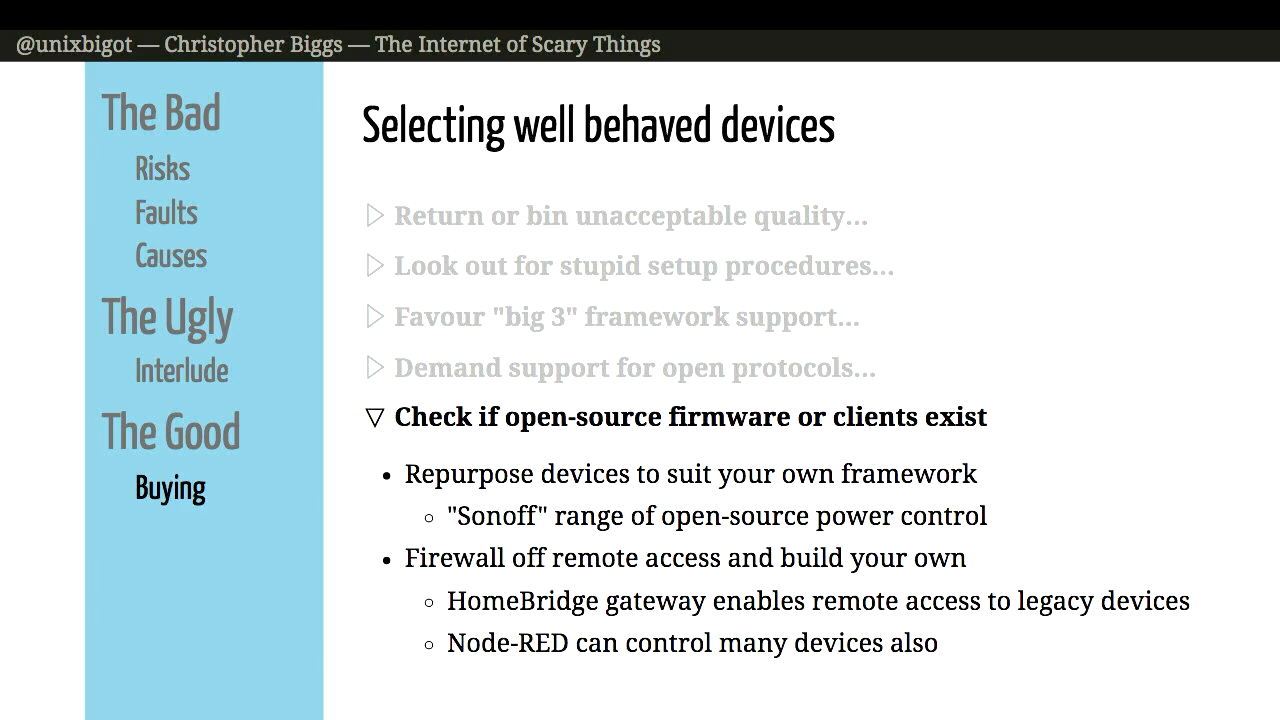 @unixbigot — Christopher Biggs — The Internet of Scary Things
The Bad
Risks
Faults
Causes
The Ugly
Interlude
The Good
Buying
Selecting well behaved devices
▷ Return or bin unacceptable quality...
▷ Look out for stupid setup procedures...
▷ Favour "big 3" framework support...
▷ Demand support for open protocols...
▽ Check if open-source firmware or clients exist
• Repurpose devices to suit your own framework
◦ "Sonoff" range of open-source power control
• Firewall off remote access and build your own
◦ HomeBridge gateway enables remote access to legacy devices
◦ Node-RED can control many devices also